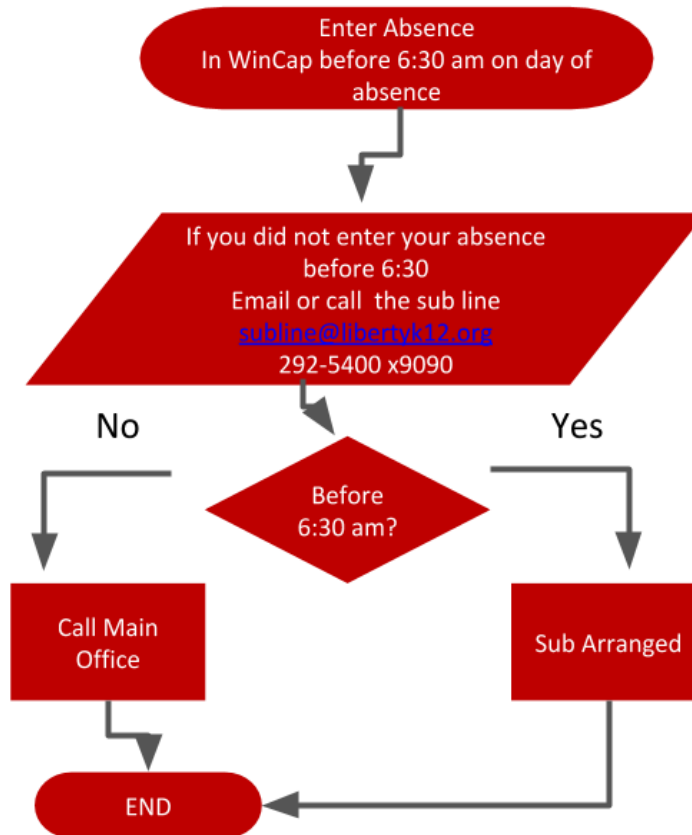 Enter Absence
In WinCap before 6:30 am on day of
absence
If you did not enter your absence
before 6:30
Email or call  the sub line
subline@libertyk12.org
292-5400 x9090
No
Yes
Before
6:30 am?
Call Main
Office
Sub Arranged
END